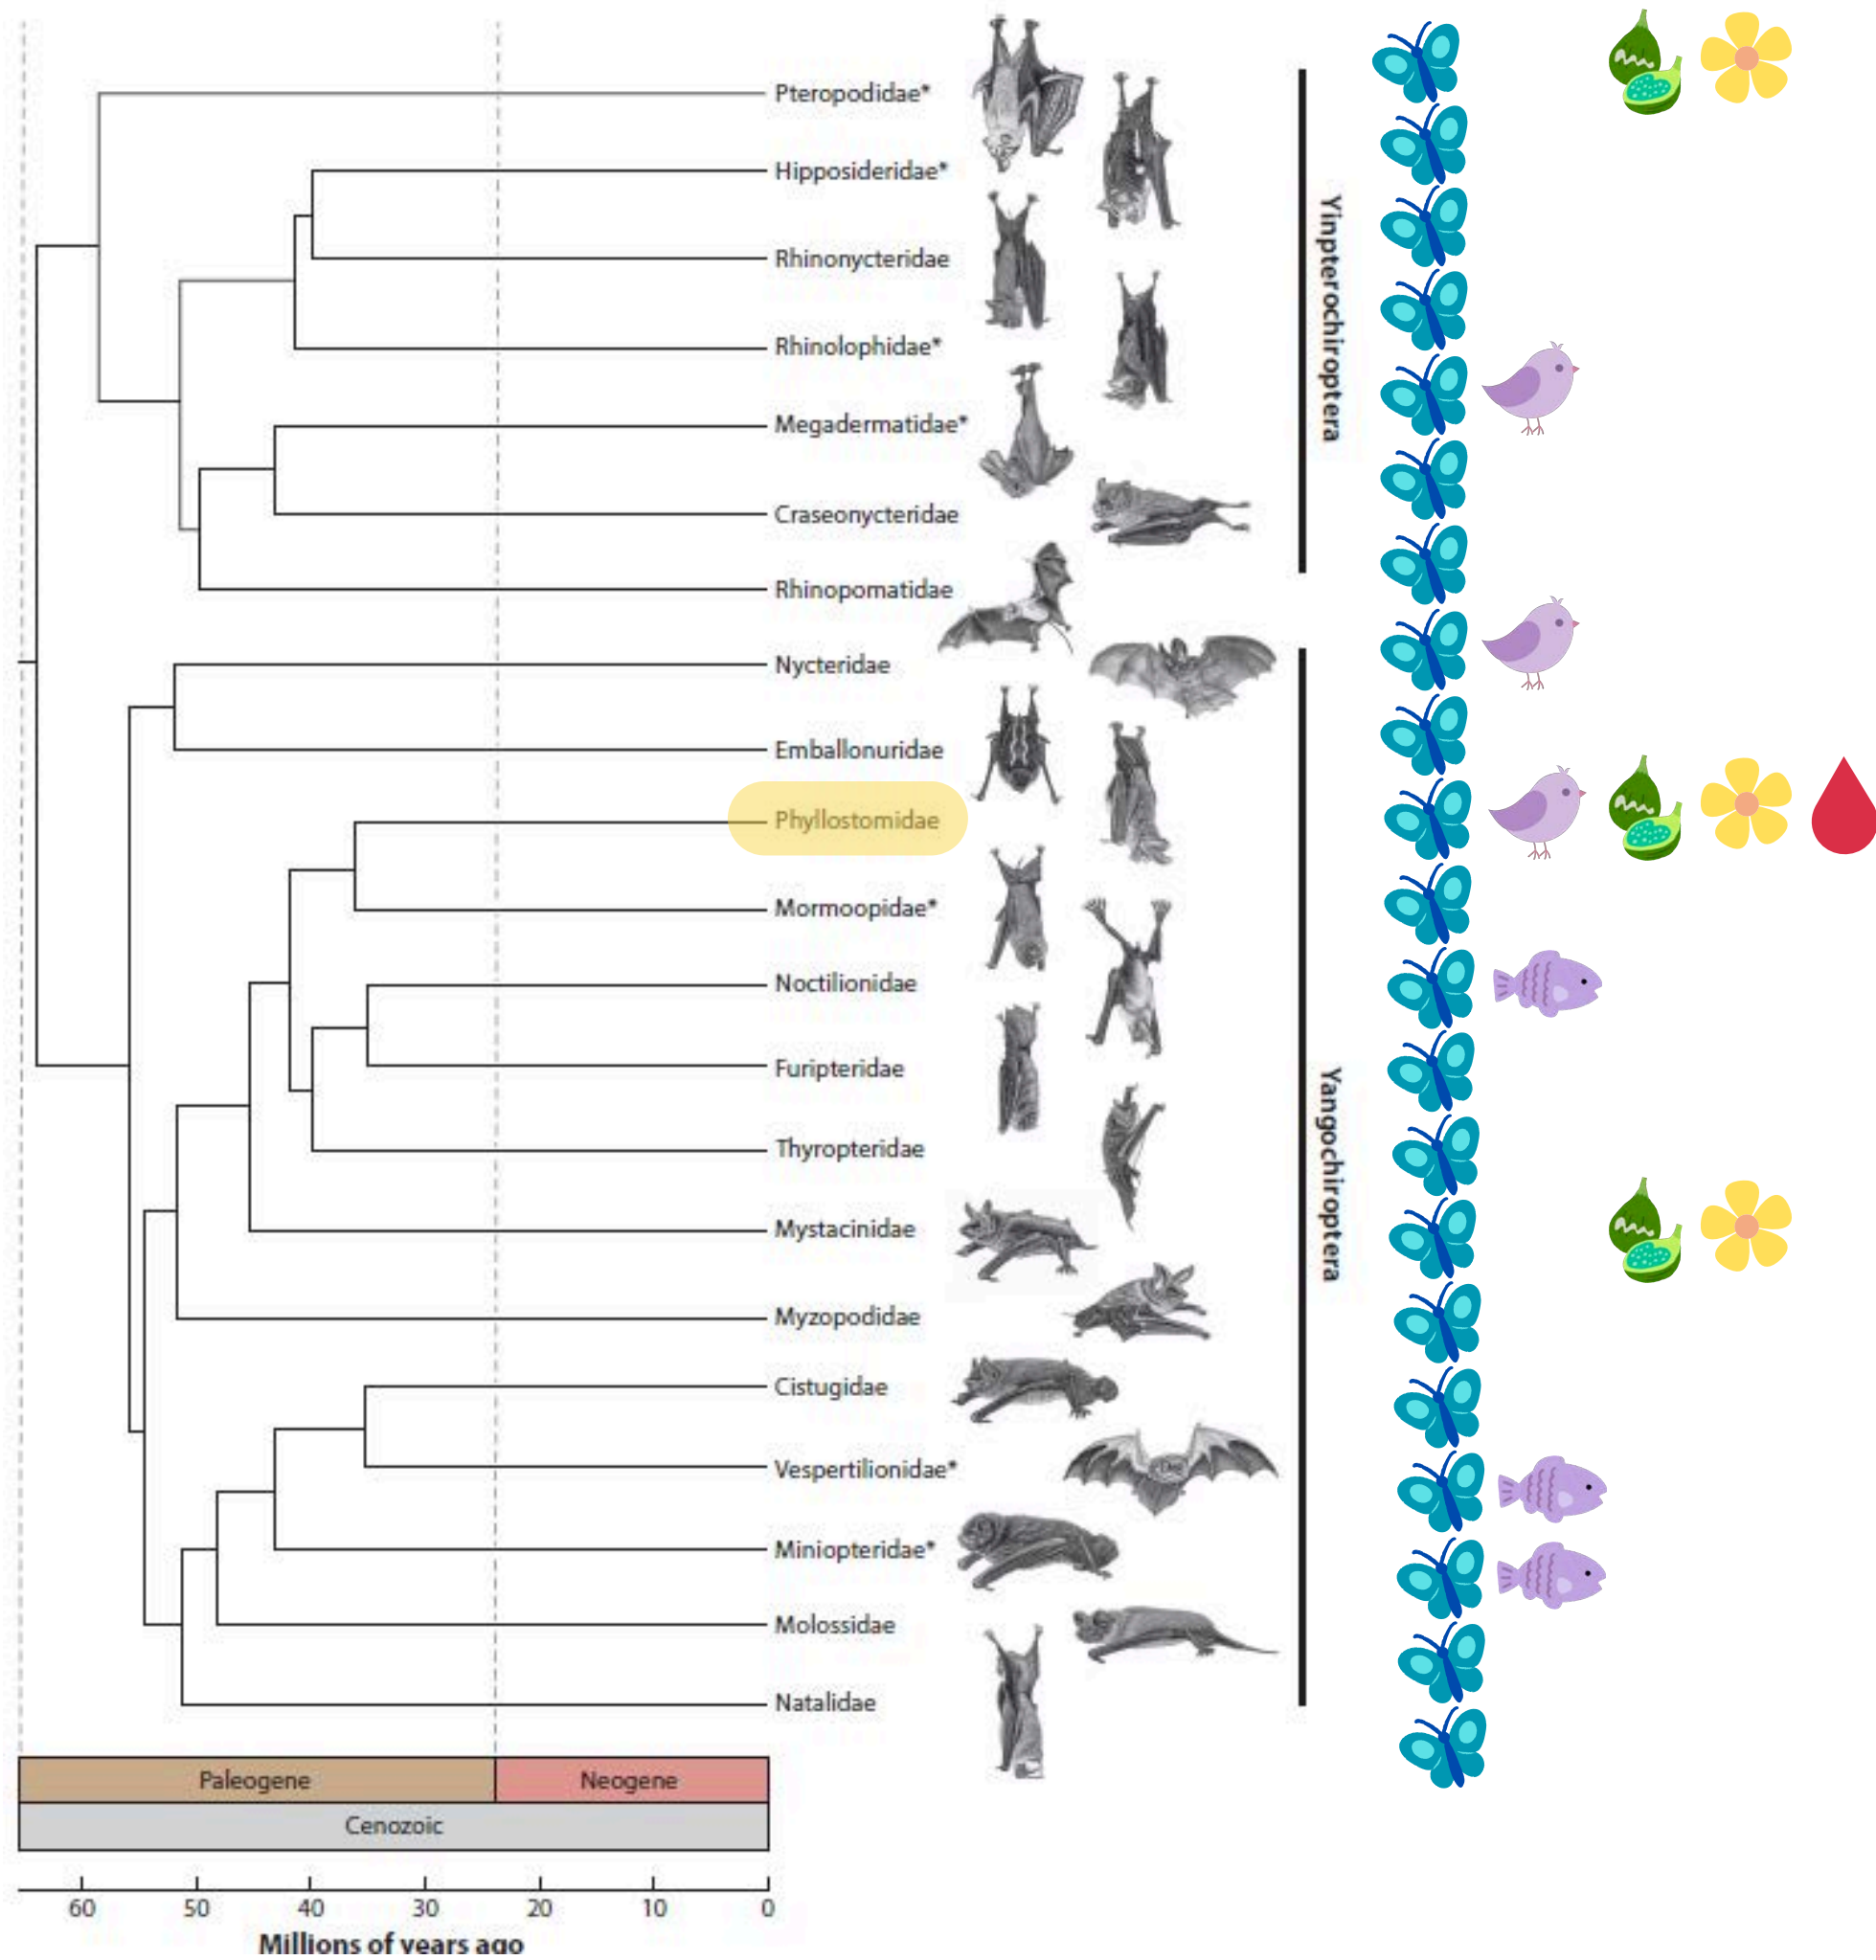 Pteropodidae*
Hipposideridae*
Rhinonycteridae
Rhinolophidae*
Megadermatidae*
Craseonycteridae
Rhinopomatidae
Yinpterochiroptera
Nycteridae
Emballonuridae
Phyllostomidae
Mormoopidae*
Noctilionidae
Furipteridae
Thyropteridae
Mystacinidae
Myzopodidae
Cistugidae
Vespertilionidae*
Miniopteridae*
Molossidae
Natalidae
Yangochiroptera
Paleogene Neogene
Cenozoic
60 50 40 30 20 10 0
Millions of years ago